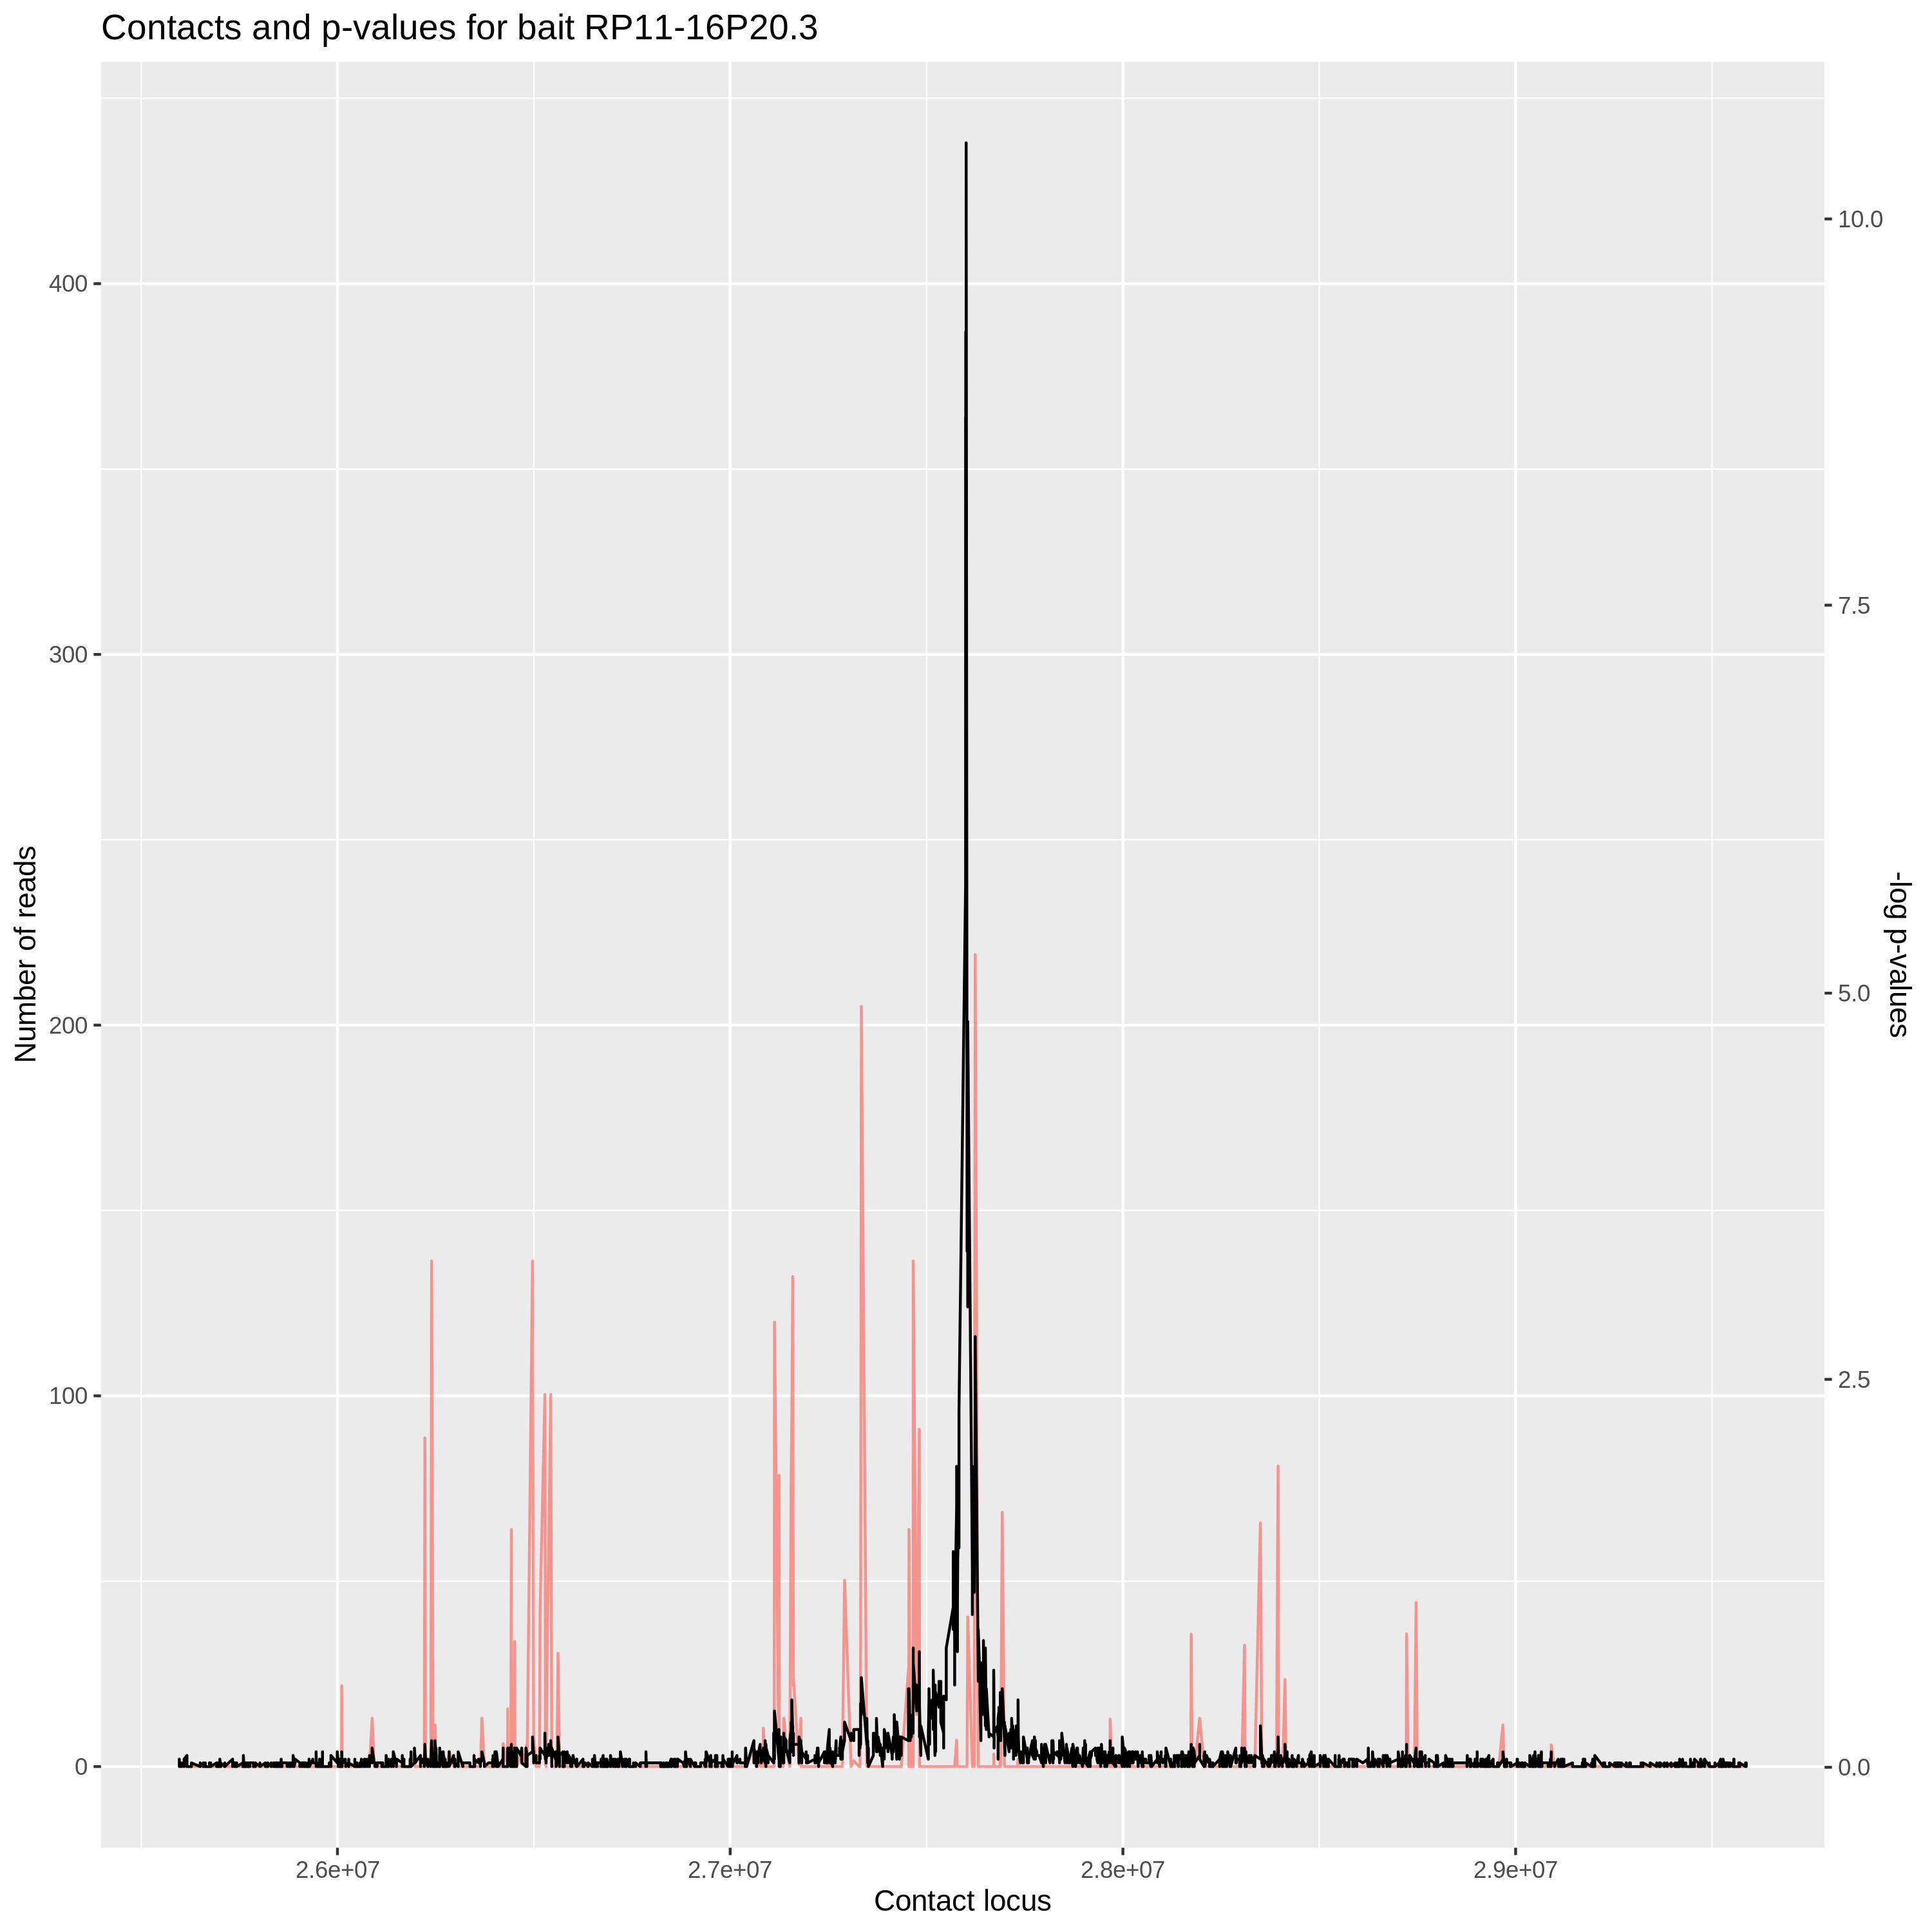 Contacts and p-values for bait RP11-16P20.3
400
300
200
100
0
Number of reads
10.0
7.5
5.0
2.5
0.0
-log p-values
2.6e+07
2.7e+07
2.8e+07
2.9e+07
Contact locus